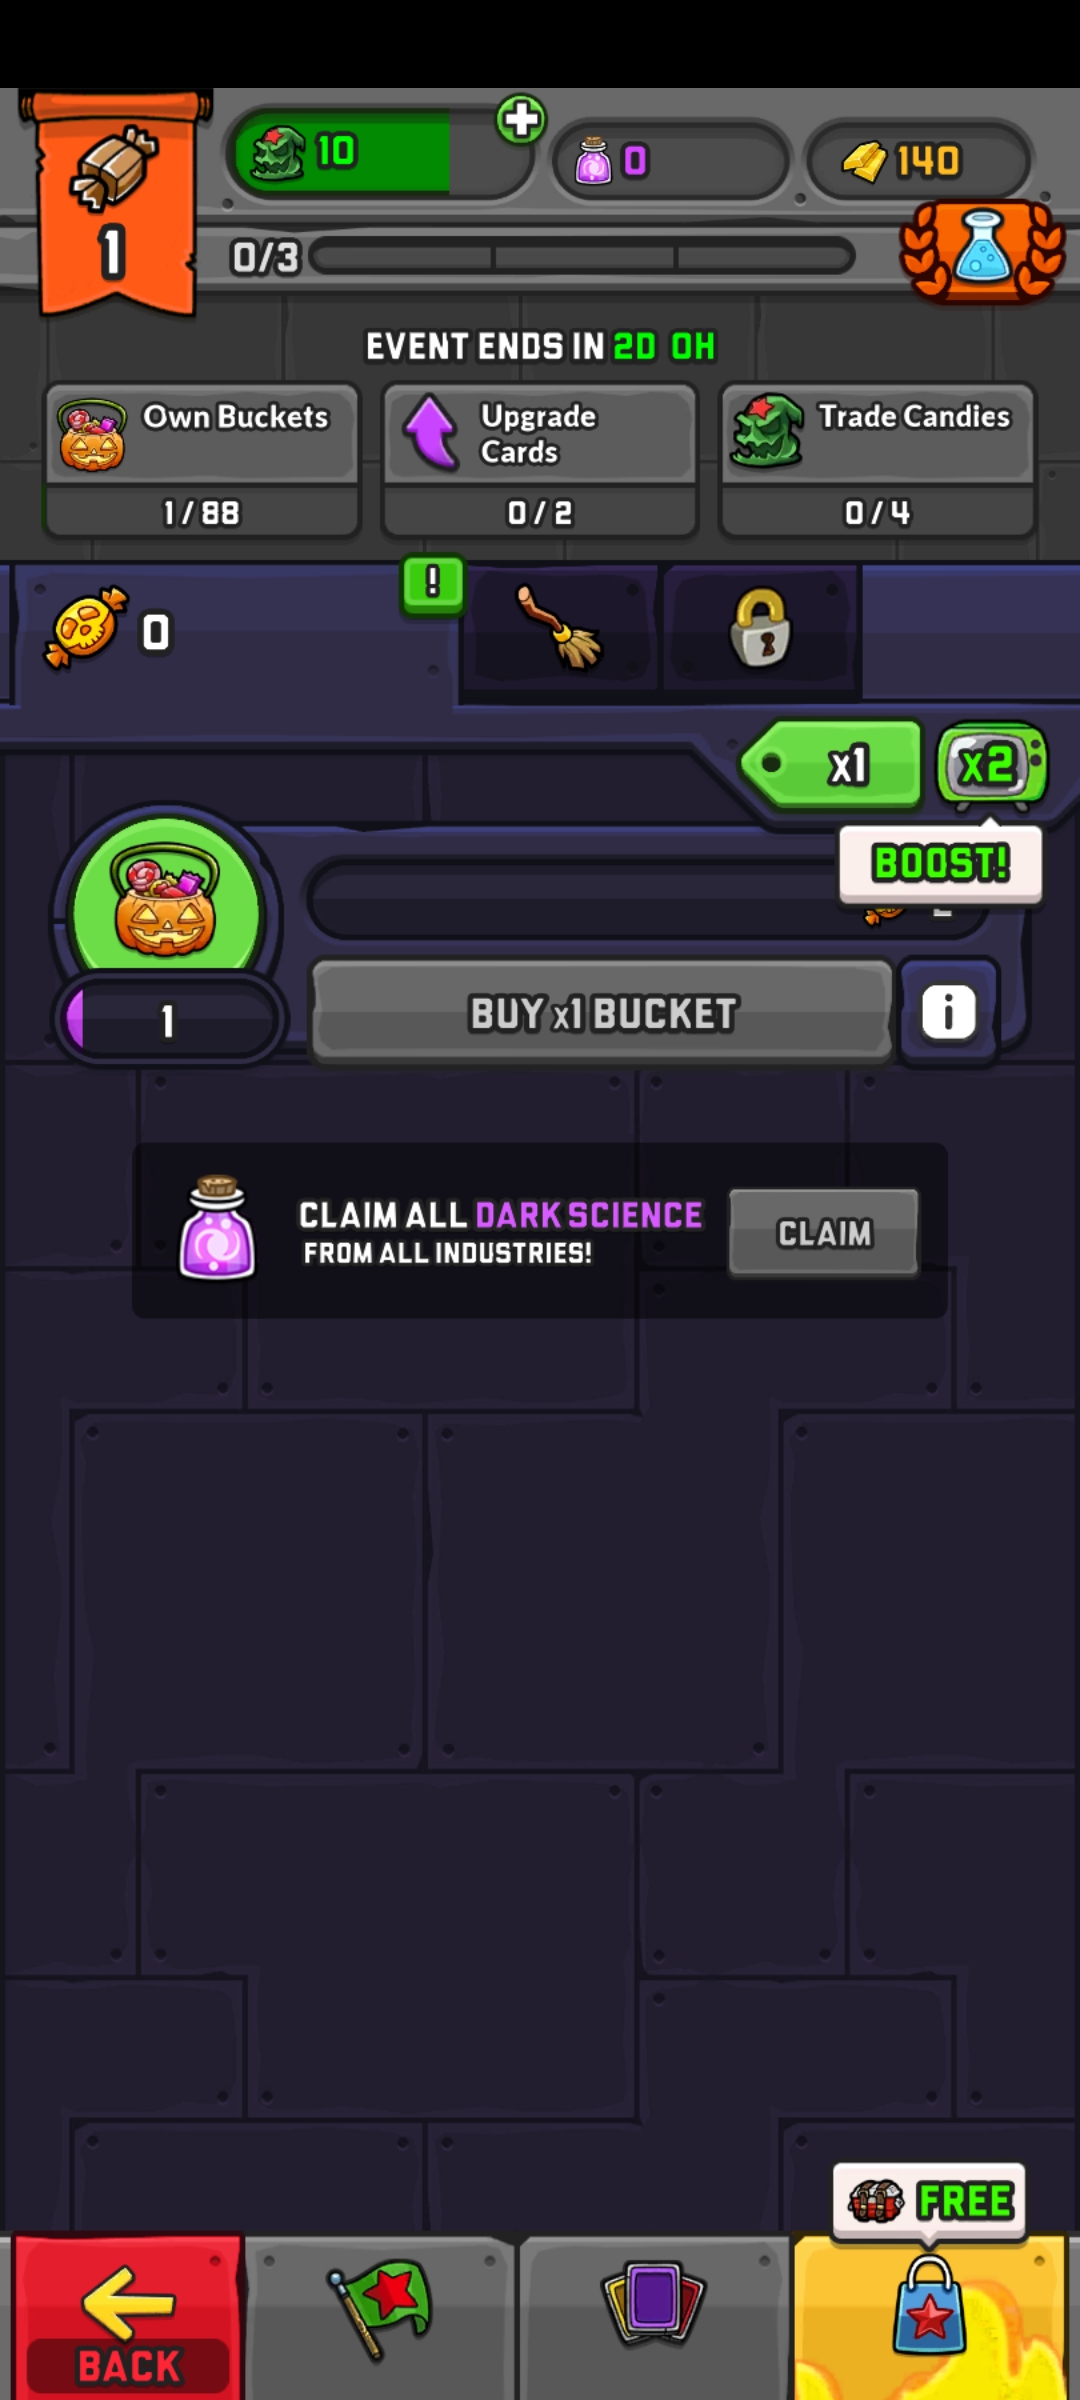 10
0
140
1
0/3
EVENT ENDS IN 2D 0H
Own Buckets
1/88
Upgrade
Cards
0/2
Trade Candies
0/4
!
0
x1
x2
BOOST!
1
BUY x1 BUCKET
i
CLAIM ALL DARK SCIENCE
FROM ALL INDUSTRIES!
CLAIM
FREE
BACK